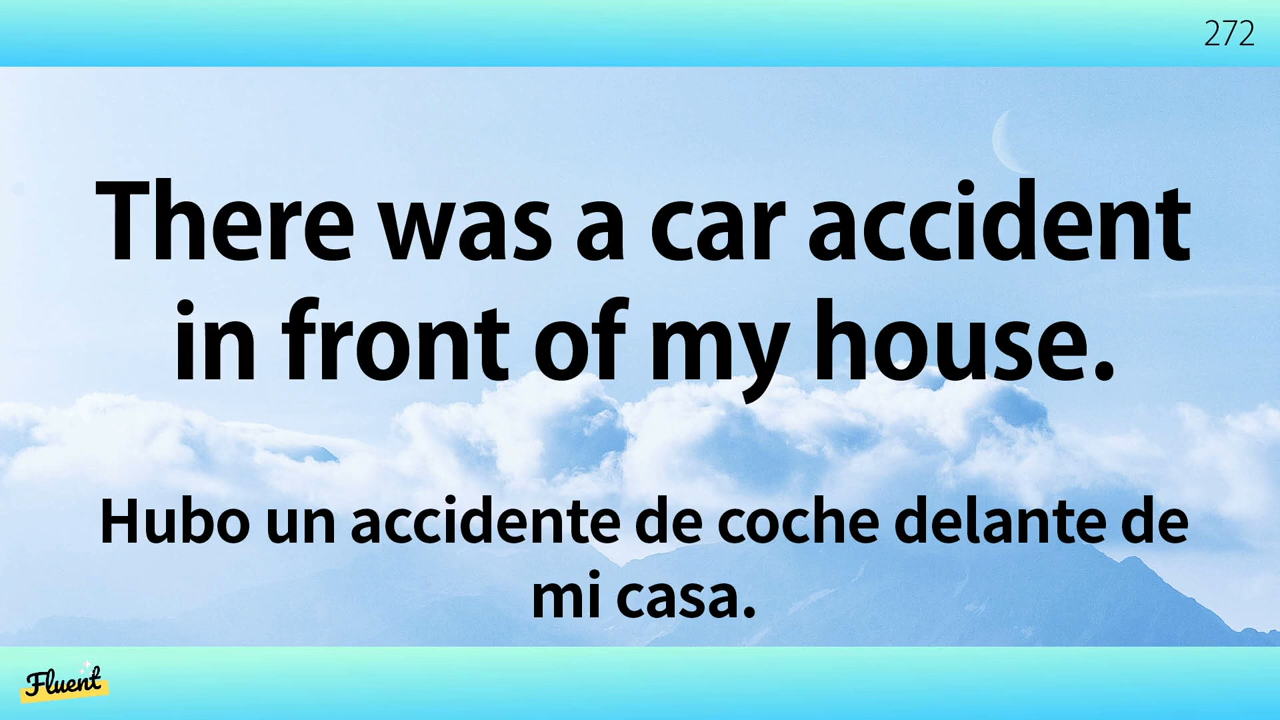 272
There was a car accident
in front of my house.
Hubo un accidente de coche delante de
mi casa.
Fluent